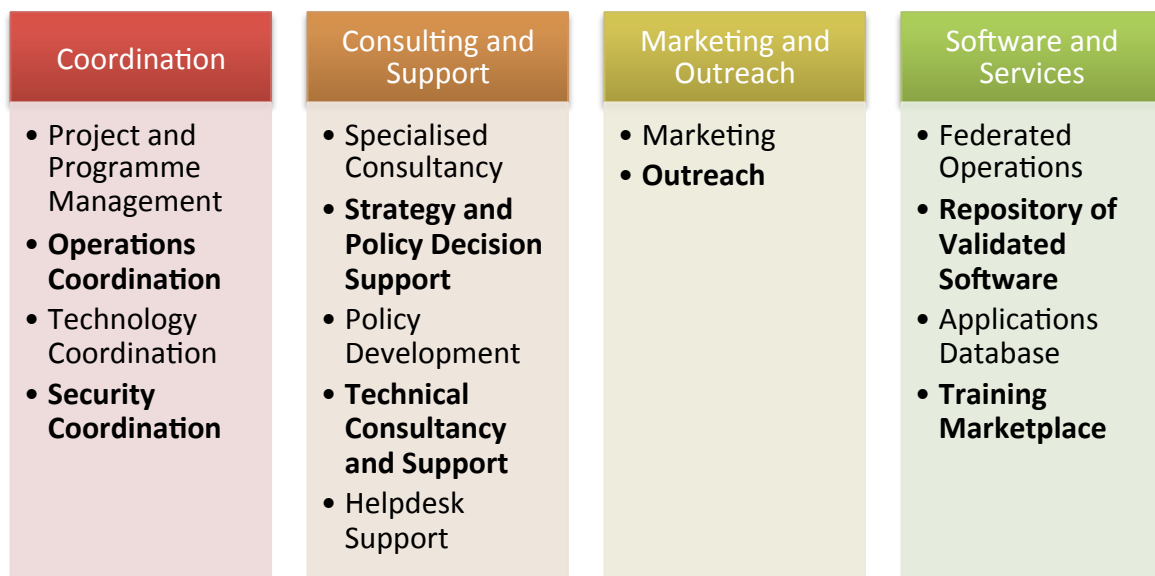 Coordination
• Project and
Programme
Management
• Operations
Coordination
• Technology
Coordination
• Security
Coordination
Consulting and
Support
• Specialised
Consultancy
• Strategy and
Policy Decision
Support
• Policy
Development
• Technical
Consultancy
and Support
• Helpdesk
Support
Marketing and
Outreach
• Marketing
• Outreach
Software and
Services
• Federated
Operations
• Repository of
Validated
Software
• Applications
Database
• Training
Marketplace